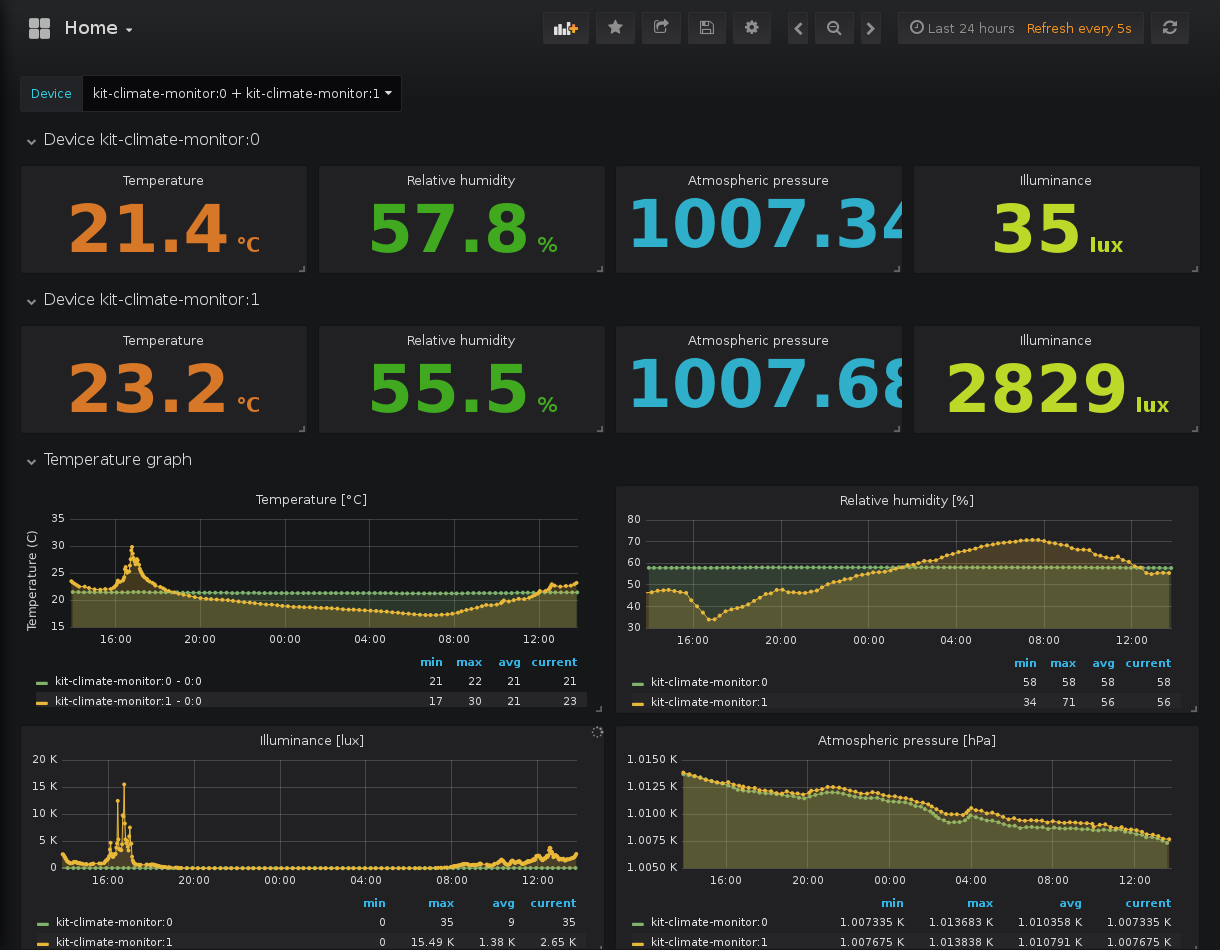 Home
Last 24 hours Refresh every 5s
Device kit-climate-monitor:0 + kit-climate-monitor:1
Device kit-climate-monitor:0
Temperature Relative humidity Atmospheric pressure Illuminance
21.4 °C 57.8 % 1007.34 35 lux
Device kit-climate-monitor:1
Temperature Relative humidity Atmospheric pressure Illuminance
23.2 °C 55.5 % 1007.68 2829 lux
Temperature graph
Temperature [°C]
Temperature (C)
35
30
25
20
15
16:00 20:00 00:00 04:00 08:00 12:00
min max avg current
kit-climate-monitor:0 - 0:0 21 22 21 21
kit-climate-monitor:1 - 0:0 17 30 21 23
Relative humidity [%]
80
70
60
50
40
30
16:00 20:00 00:00 04:00 08:00 12:00
min max avg current
kit-climate-monitor:0 58 58 58 58
kit-climate-monitor:1 34 71 56 56
Illuminance [lux]
20 K
15 K
10 K
5 K
0
16:00 20:00 00:00 04:00 08:00 12:00
min max avg current
kit-climate-monitor:0 0 35 9 35
kit-climate-monitor:1 0 15.49 K 1.38 K 2.65 K
Atmospheric pressure [hPa]
1.0150 K
1.0125 K
1.0100 K
1.0075 K
1.0050 K
16:00 20:00 00:00 04:00 08:00 12:00
min max avg current
kit-climate-monitor:0 1.007335 K 1.013683 K 1.010358 K 1.007335 K
kit-climate-monitor:1 1.007675 K 1.013838 K 1.010791 K 1.007675 K